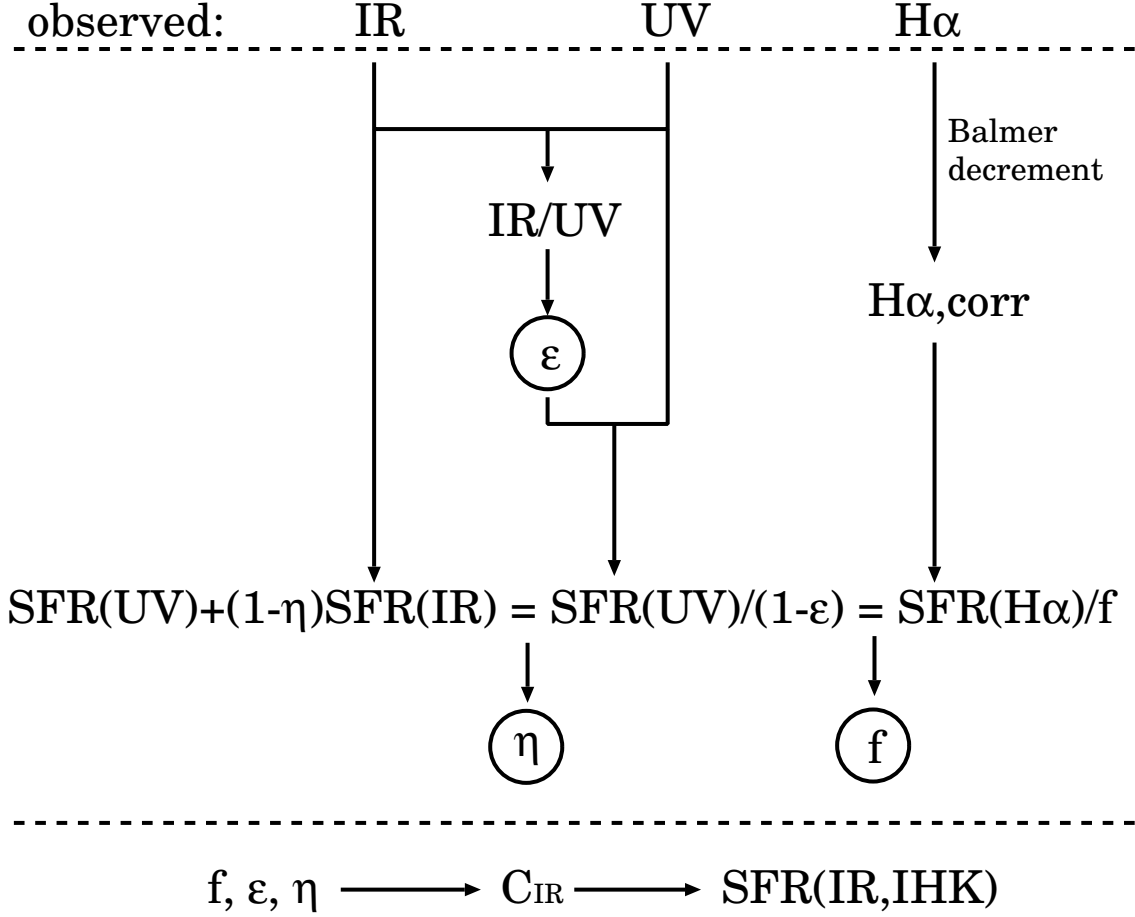 observed: IR UV Hα
Balmer
decrement
IR/UV
Hα,corr
ε
SFR(UV)+(1-η)SFR(IR) = SFR(UV)/(1-ε) = SFR(Hα)/f
η f
f, ε, η CIR SFR(IR,IHK)